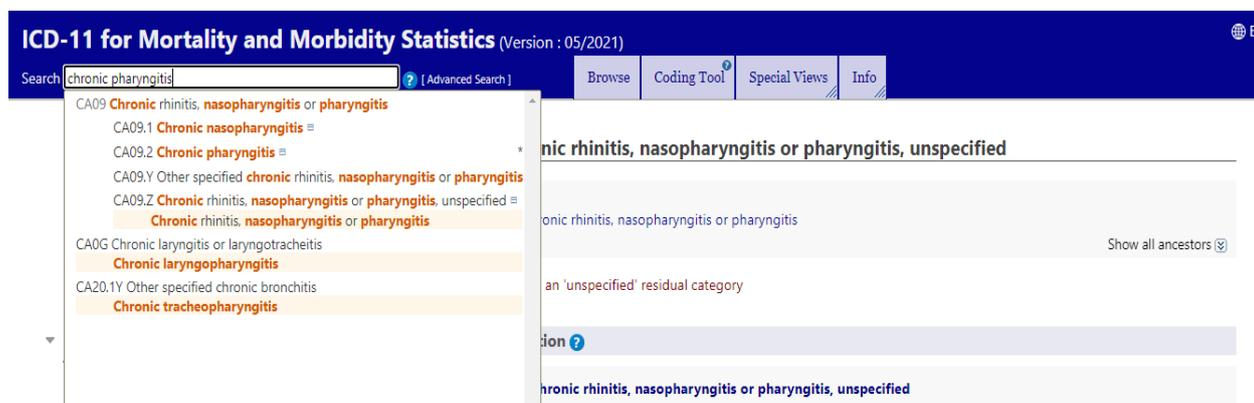 ICD-11 for Mortality and Morbidity Statistics (Version : 05/2021)
Search chronic pharyngitis [ Advanced Search ] Browse Coding Tool Special Views Info
CA09 Chronic rhinitis, nasopharyngitis or pharyngitis
CA09.1 Chronic nasopharyngitis
CA09.2 Chronic pharyngitis *
CA09.Y Other specified chronic rhinitis, nasopharyngitis or pharyngitis
CA09.Z Chronic rhinitis, nasopharyngitis or pharyngitis, unspecified
Chronic rhinitis, nasopharyngitis or pharyngitis
CA0G Chronic laryngitis or laryngotracheitis
Chronic laryngopharyngitis
CA20.1Y Other specified chronic bronchitis
Chronic tracheopharyngitis
nic rhinitis, nasopharyngitis or pharyngitis, unspecified
onic rhinitis, nasopharyngitis or pharyngitis
Show all ancestors
an 'unspecified' residual category
tion
hronic rhinitis, nasopharyngitis or pharyngitis, unspecified